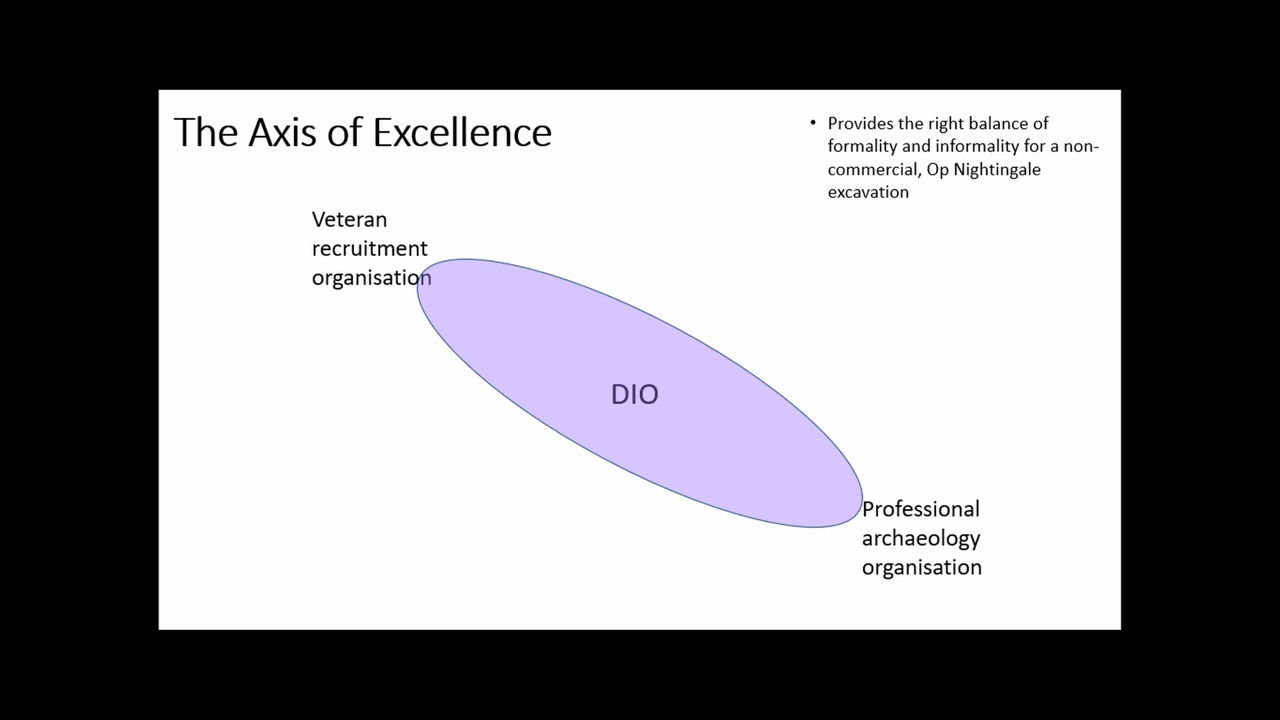 The Axis of Excellence
• Provides the right balance of
formality and informality for a non-
commercial, Op Nightingale
excavation
Veteran
recruitment
organisation
DIO
Professional
archaeology
organisation